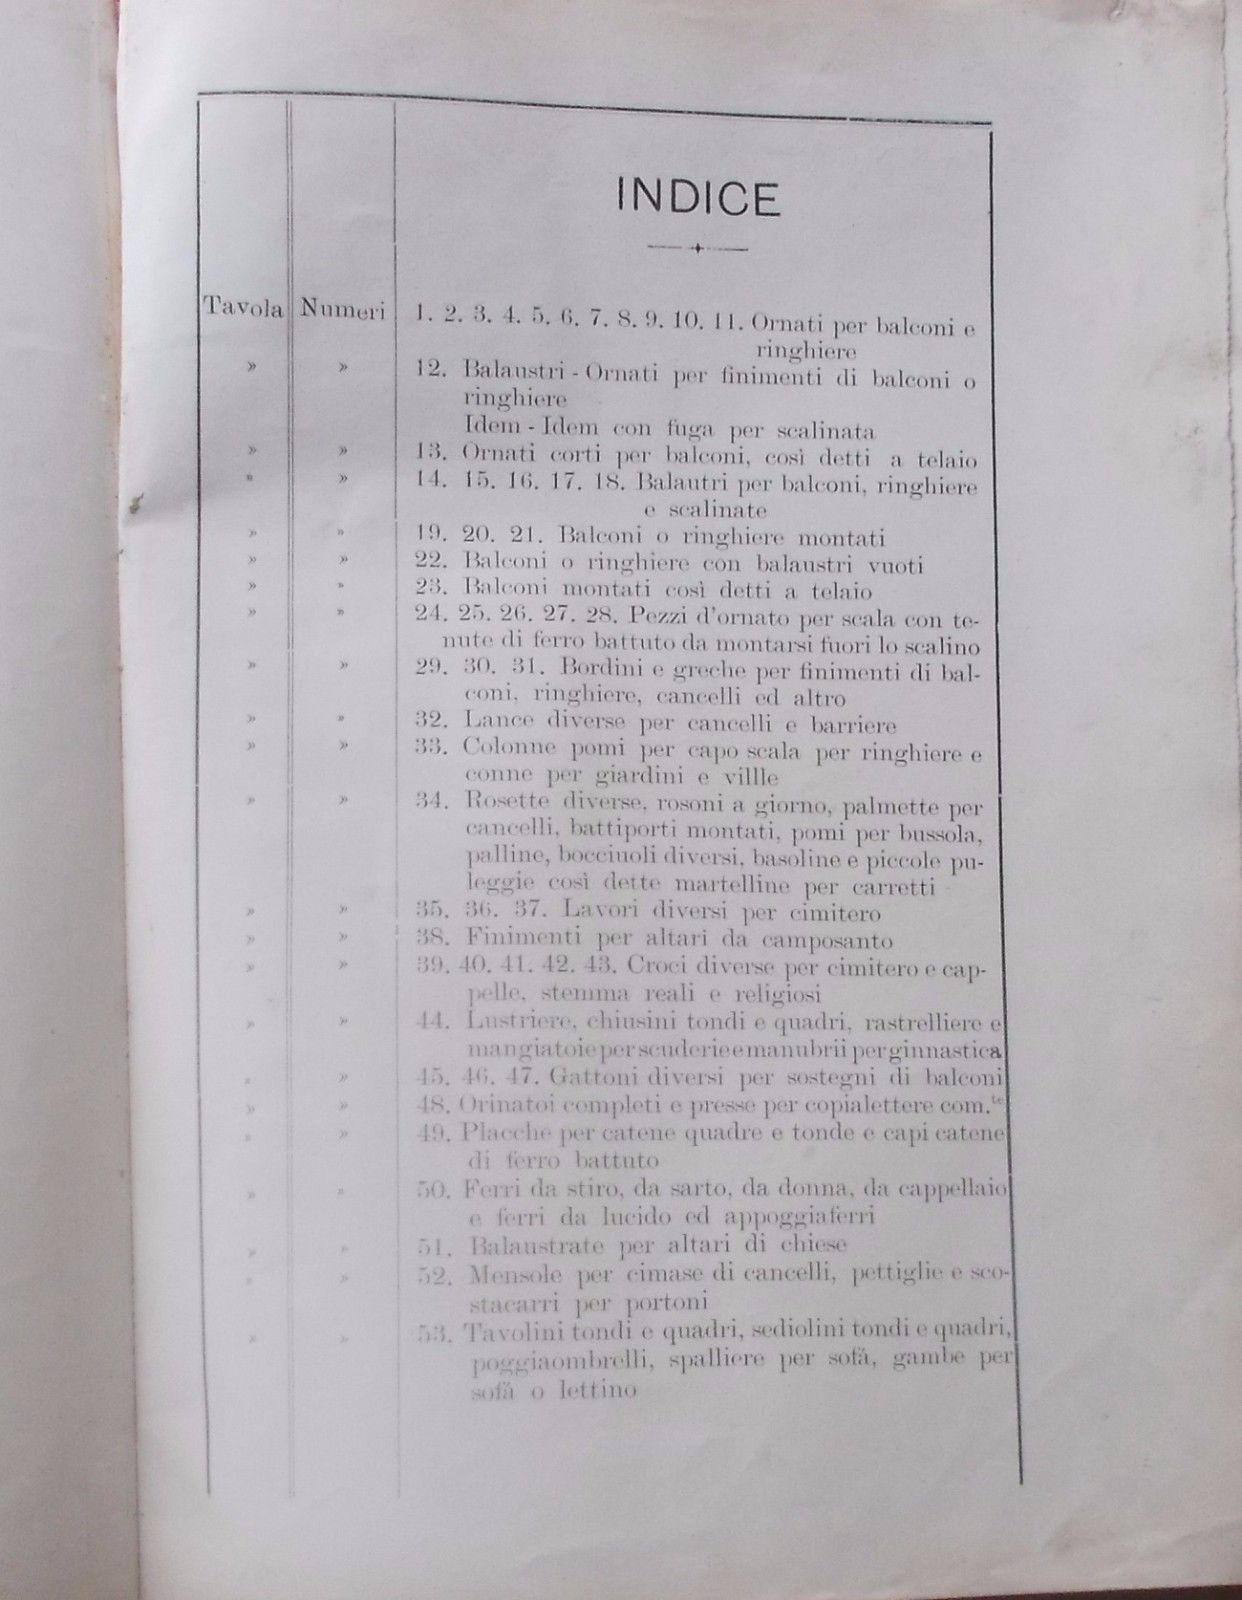 INDICE
Tavola Numeri 1. 2. 3. 4. 5. 6. 7. 8. 9. 10. 11. Ornati per balconi e
ringhiere
» » 12. Balaustri - Ornati per finimenti di balconi o
ringhiere
Idem - Idem con fuga per scalinata
» » 13. Ornati corti per balconi, così detti a telaio
» » 14. 15. 16. 17. 18. Balautri per balconi, ringhiere
e scalinate
» » 19. 20. 21. Balconi o ringhiere montati
» » 22. Balconi o ringhiere con balaustri vuoti
» » 23. Balconi montati così detti a telaio
» » 24. 25. 26. 27. 28. Pezzi d'ornato per scala con te-
nute di ferro battuto da montarsi fuori lo scalino
» » 29. 30. 31. Bordini e greche per finimenti di bal-
coni, ringhiere, cancelli ed altro
» » 32. Lance diverse per cancelli e barriere
» » 33. Colonne pomi per capo scala per ringhiere e
conne per giardini e villle
» » 34. Rosette diverse, rosoni a giorno, palmette per
cancelli, battiporti montati, pomi per bussola,
palline, bocciuoli diversi, basoline e piccole pu-
leggie così dette martelline per carretti
» » 35. 36. 37. Lavori diversi per cimitero
» » 38. Finimenti per altari da camposanto
» » 39. 40. 41. 42. 43. Croci diverse per cimitero e cap-
pelle, stemma reali e religiosi
» » 44. Lustriere, chiusini tondi e quadri, rastrelliere e
mangiatoie per scuderie e manubrii per ginnastica
» » 45. 46. 47. Gattoni diversi per sostegni di balconi
» » 48. Orinatoi completi e presse per copialettere com.te
» » 49. Placche per catene quadre e tonde e capi catene
di ferro battuto
» » 50. Ferri da stiro, da sarto, da donna, da cappellaio
e ferri da lucido ed appoggiaferri
» » 51. Balaustrate per altari di chiese
» » 52. Mensole per cimase di cancelli, pettiglie e sco-
stacarri per portoni
» » 53. Tavolini tondi e quadri, sediolini tondi e quadri,
poggiaombrelli, spalliere per sofá, gambe per
sofá o lettino